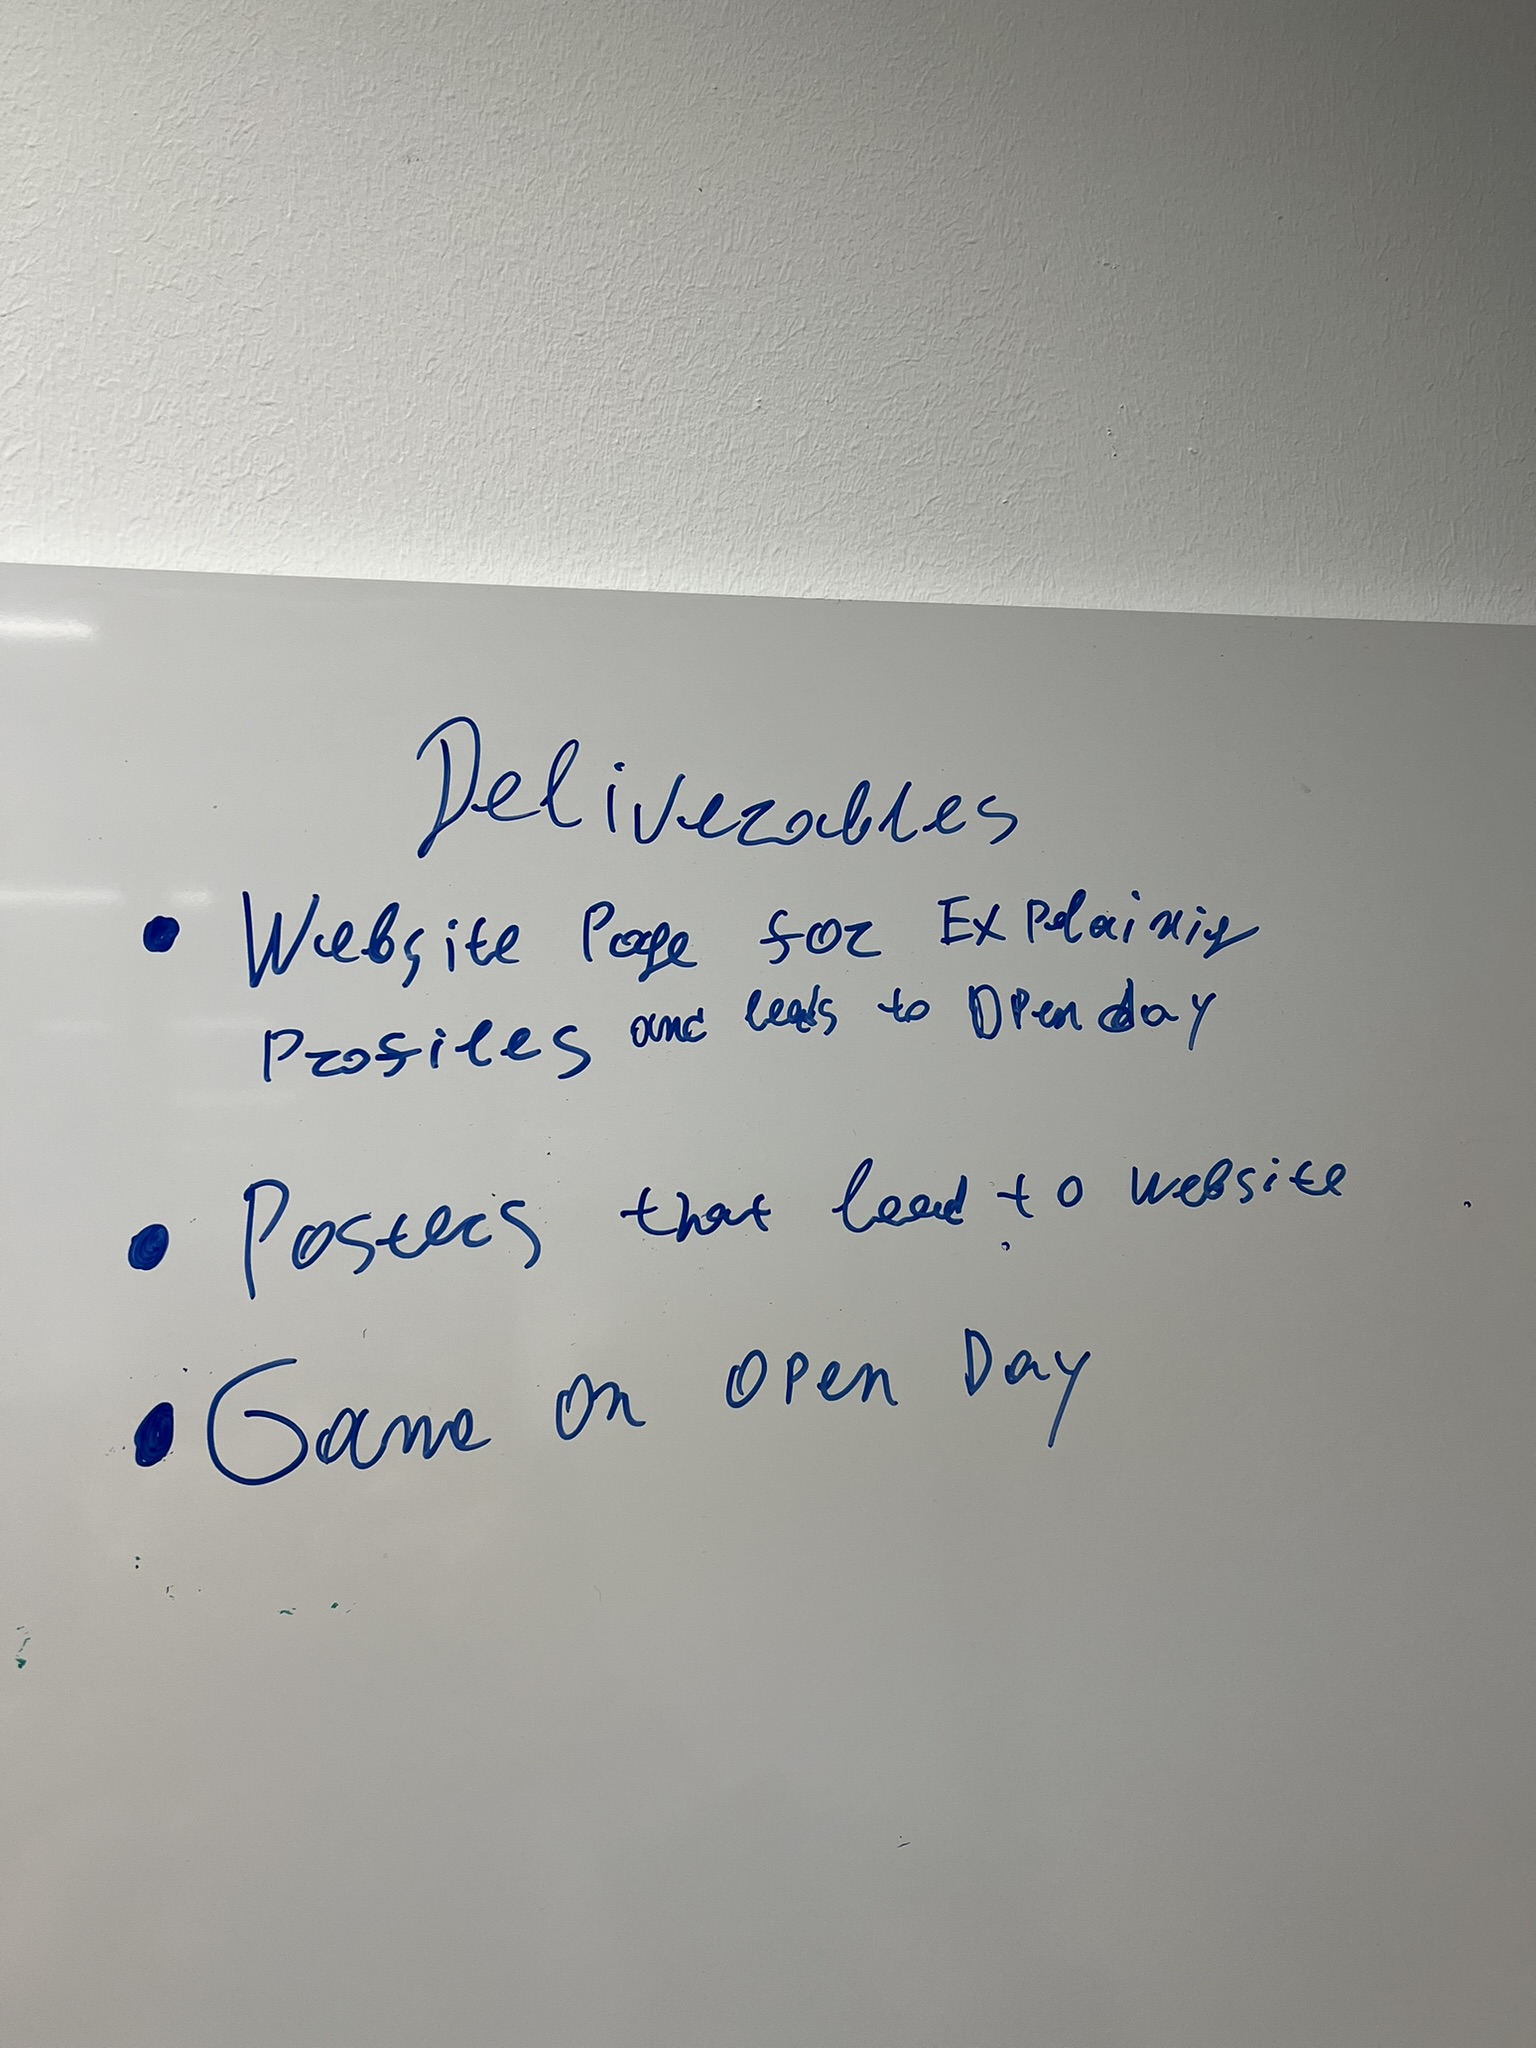 Deliverables
• Website Page for Explaining
Profiles and leads to Open day
• Posters that lead to website
• Game on Open Day